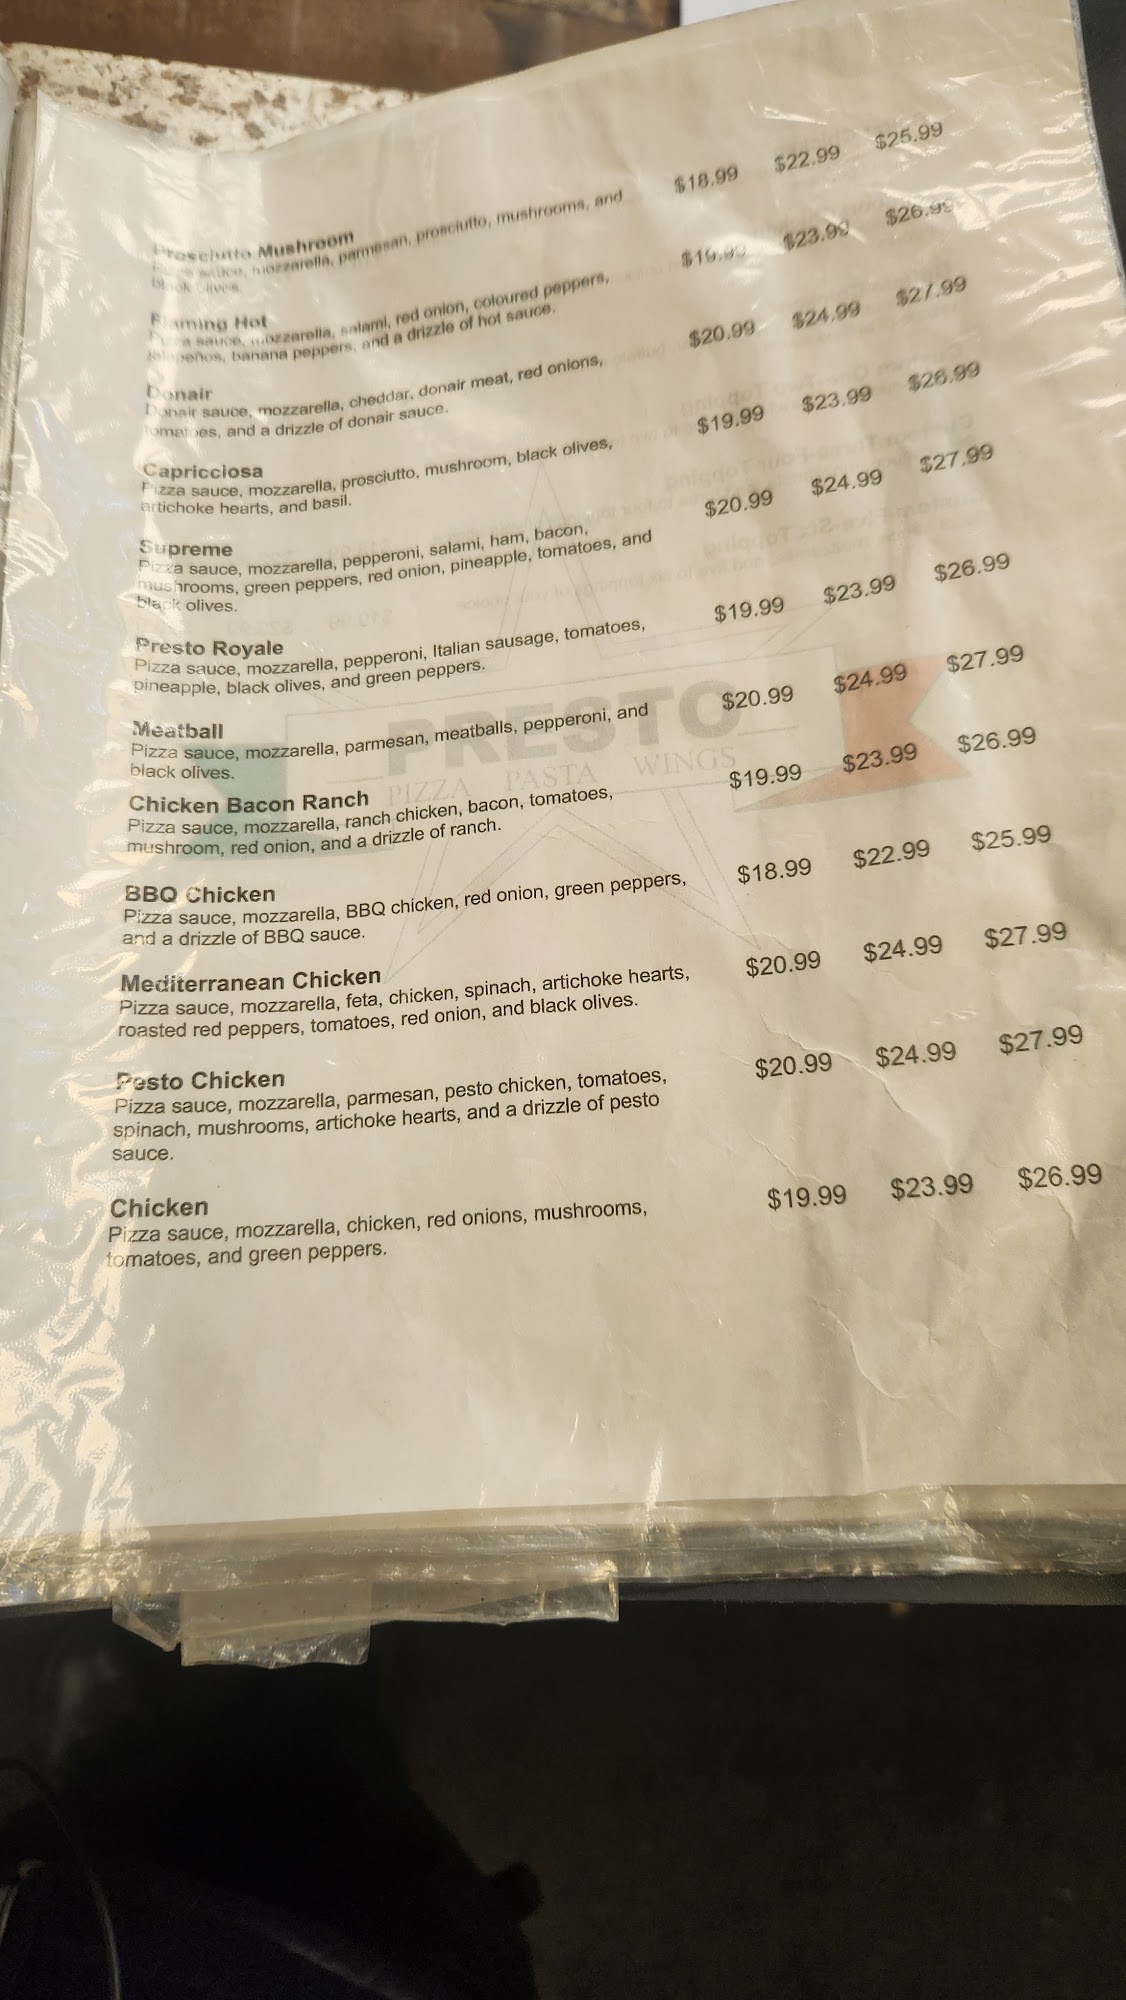 Prosciutto Mushroom $18.99 $22.99 $25.99
Pizza sauce, mozzarella, parmesan, prosciutto, mushrooms, and
black olives.
Flaming Hot $19.99 $23.99 $26.99
Pizza sauce, mozzarella, salami, red onion, coloured peppers,
jalapeños, banana peppers, and a drizzle of hot sauce.
Donair $20.99 $24.99 $27.99
Donair sauce, mozzarella, cheddar, donair meat, red onions,
tomatoes, and a drizzle of donair sauce.
Capricciosa $19.99 $23.99 $26.99
Pizza sauce, mozzarella, prosciutto, mushroom, black olives,
artichoke hearts, and basil.
Supreme $20.99 $24.99 $27.99
Pizza sauce, mozzarella, pepperoni, salami, ham, bacon,
mushrooms, green peppers, red onion, pineapple, tomatoes, and
black olives.
Presto Royale $19.99 $23.99 $26.99
Pizza sauce, mozzarella, pepperoni, Italian sausage, tomatoes,
pineapple, black olives, and green peppers.
Meatball $20.99 $24.99 $27.99
Pizza sauce, mozzarella, parmesan, meatballs, pepperoni, and
black olives.
PRESTO
PIZZA PASTA WINGS
Chicken Bacon Ranch $19.99 $23.99 $26.99
Pizza sauce, mozzarella, ranch chicken, bacon, tomatoes,
mushroom, red onion, and a drizzle of ranch.
BBQ Chicken $18.99 $22.99 $25.99
Pizza sauce, mozzarella, BBQ chicken, red onion, green peppers,
and a drizzle of BBQ sauce.
Mediterranean Chicken $20.99 $24.99 $27.99
Pizza sauce, mozzarella, feta, chicken, spinach, artichoke hearts,
roasted red peppers, tomatoes, red onion, and black olives.
Pesto Chicken $20.99 $24.99 $27.99
Pizza sauce, mozzarella, parmesan, pesto chicken, tomatoes,
spinach, mushrooms, artichoke hearts, and a drizzle of pesto
sauce.
Chicken $19.99 $23.99 $26.99
Pizza sauce, mozzarella, chicken, red onions, mushrooms,
tomatoes, and green peppers.